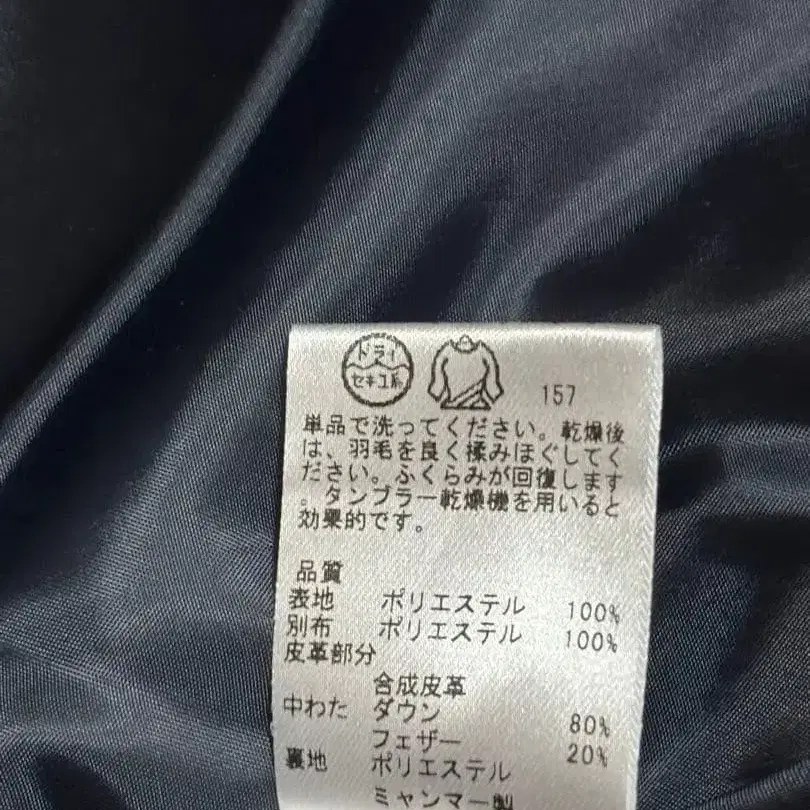 ドライ
セキユ系
157
単品で洗ってください。乾燥後
は、羽毛を良く揉みほぐしてく
ださい。ふくらみが回復します
。タンブラー乾燥機を用いると
効果的です。
品質
表地 ポリエステル 100%
別布 ポリエステル 100%
皮革部分
合成皮革
中わた ダウン 80%
フェザー 20%
裏地 ポリエステル
ミャンマー製